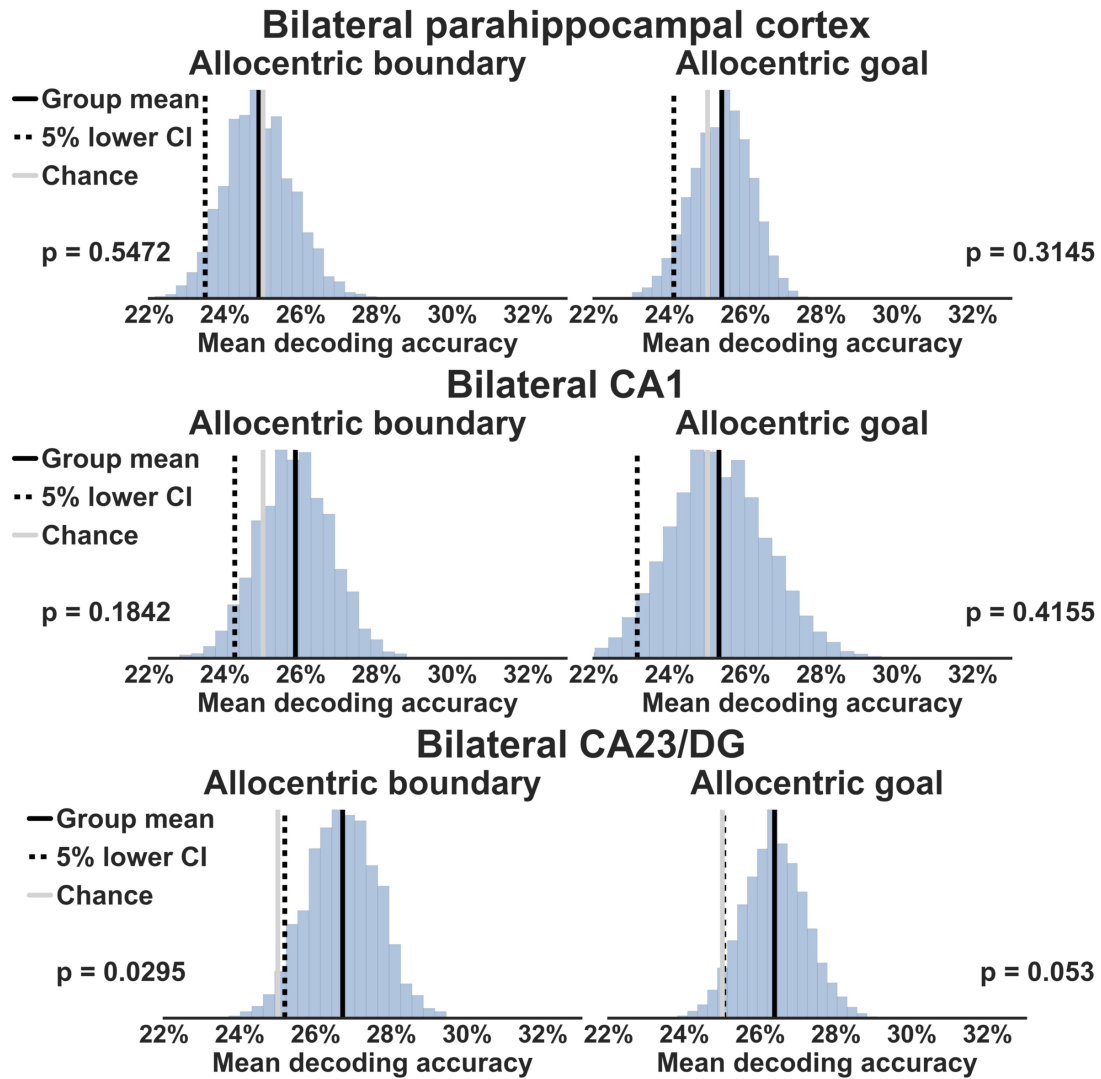 Bilateral parahippocampal cortex
Allocentric boundary
Allocentric goal
Group mean
5% lower CI
Chance
p = 0.5472
p = 0.3145
22% 24% 26% 28% 30% 32%
22% 24% 26% 28% 30% 32%
Mean decoding accuracy
Mean decoding accuracy
Bilateral CA1
Allocentric boundary
Allocentric goal
Group mean
5% lower CI
Chance
p = 0.1842
p = 0.4155
22% 24% 26% 28% 30% 32%
22% 24% 26% 28% 30% 32%
Mean decoding accuracy
Mean decoding accuracy
Bilateral CA23/DG
Allocentric boundary
Allocentric goal
Group mean
5% lower CI
Chance
p = 0.0295
p = 0.053
22% 24% 26% 28% 30% 32%
22% 24% 26% 28% 30% 32%
Mean decoding accuracy
Mean decoding accuracy